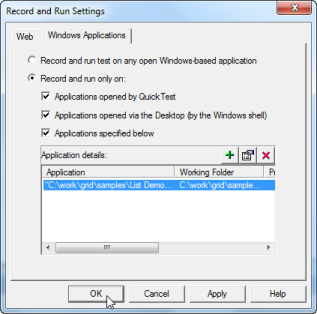 Record and Run Settings
Web
Windows Applications
Record and run test on any open Windows-based application
Record and run only on:
Applications opened by QuickTest
Applications opened via the Desktop (by the Windows shell)
Applications specified below
Application details:
Application Working Folder
"C:\work\grid\samples\List Demo... C:\work\grid\sample...
OK Cancel Apply Help